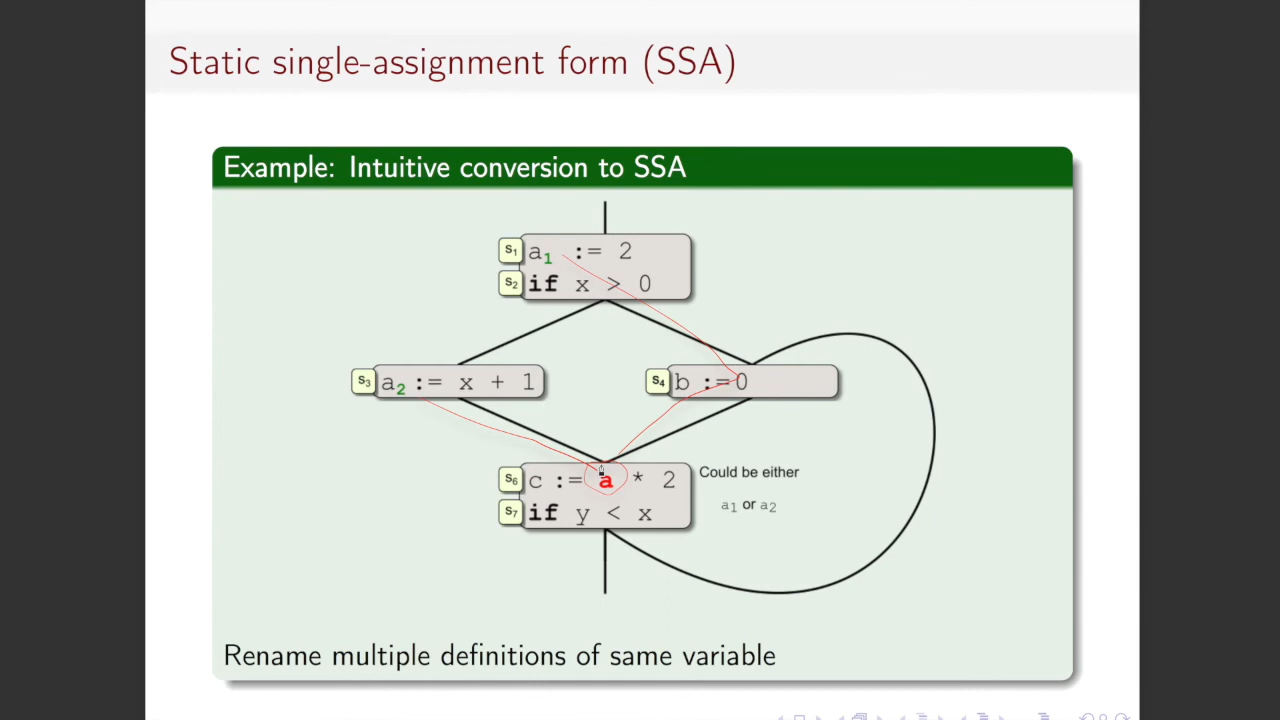 Static single-assignment form (SSA)
Example: Intuitive conversion to SSA
S1 a1 := 2
S2 if x > 0
S3 a2 := x + 1
S4 b :=0
S6 c := a * 2
S7 if y < x
Could be either
a1 or a2
Rename multiple definitions of same variable